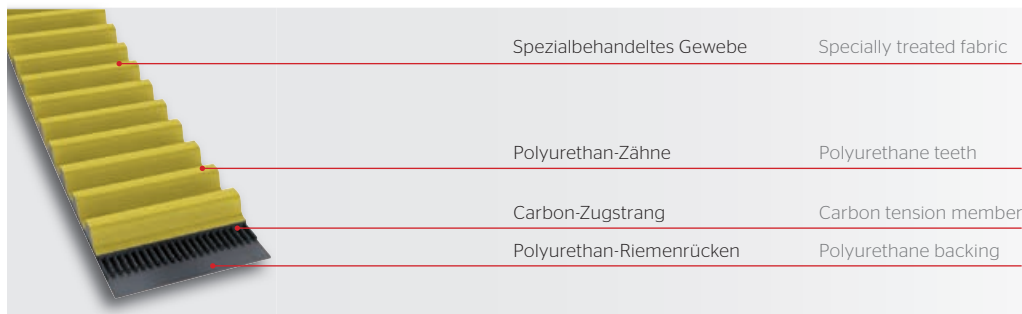 Spezialbehandeltes Gewebe Specially treated fabric
Polyurethan-Zähne Polyurethane teeth
Carbon-Zugstrang Carbon tension member
Polyurethan-Riemenrücken Polyurethane backing